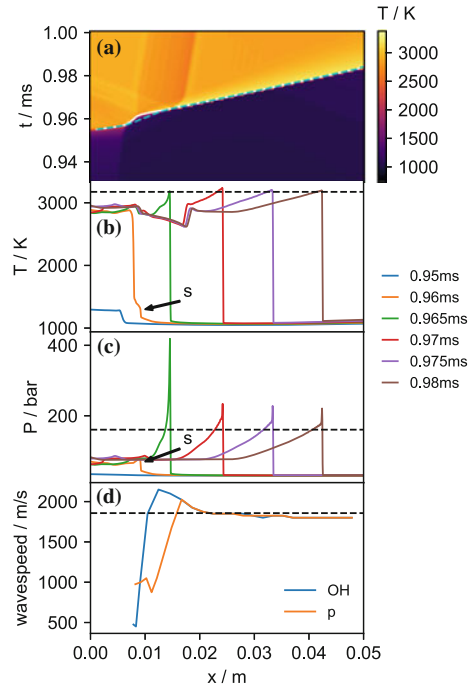 T / K
1.00
(a)
0.98
0.96
0.94
t / ms
3000
2000
1000
3000
(b)
2000
s
1000
T / K
0.95ms
0.96ms
0.965ms
0.97ms
0.975ms
0.98ms
400
(c)
200
s
P / bar
2000
(d)
1500
1000
500
wavespeed / m/s
OH
p
0.00 0.01 0.02 0.03 0.04 0.05
x / m